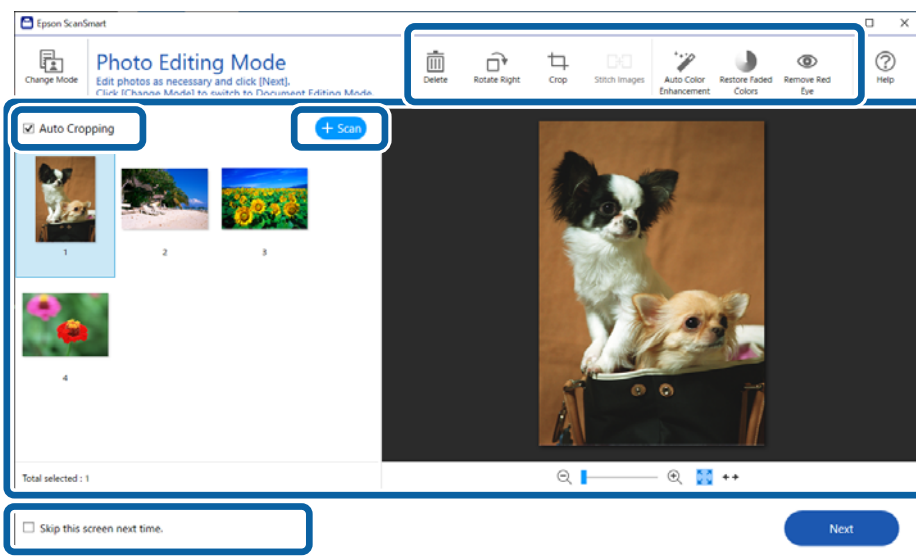 Epson ScanSmart
Change Mode
Photo Editing Mode
Edit photos as necessary and click [Next].
Click [Change Mode] to switch to Document Editing Mode.
Delete
Rotate Right
Crop
Stitch Images
Auto Color
Enhancement
Restore Faded
Colors
Remove Red
Eye
Help
Auto Cropping
+ Scan
1
2
3
4
Total selected : 1
Skip this screen next time.
Next